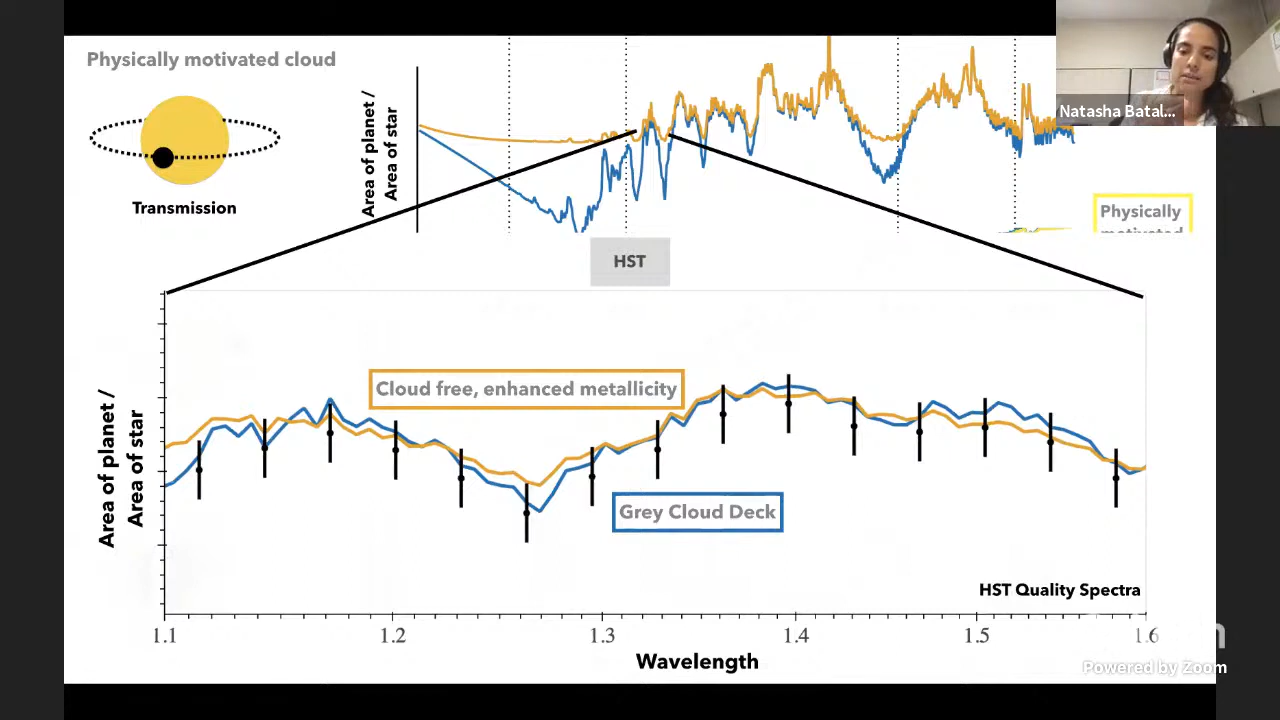 Physically motivated cloud
Transmission
Area of planet /
Area of star
Natasha Batal...
Physically
motivated
HST
Cloud free, enhanced metallicity
Grey Cloud Deck
Area of planet /
Area of star
HST Quality Spectra
1.1 1.2 1.3 1.4 1.5 1.6
Wavelength
Powered by Zoom